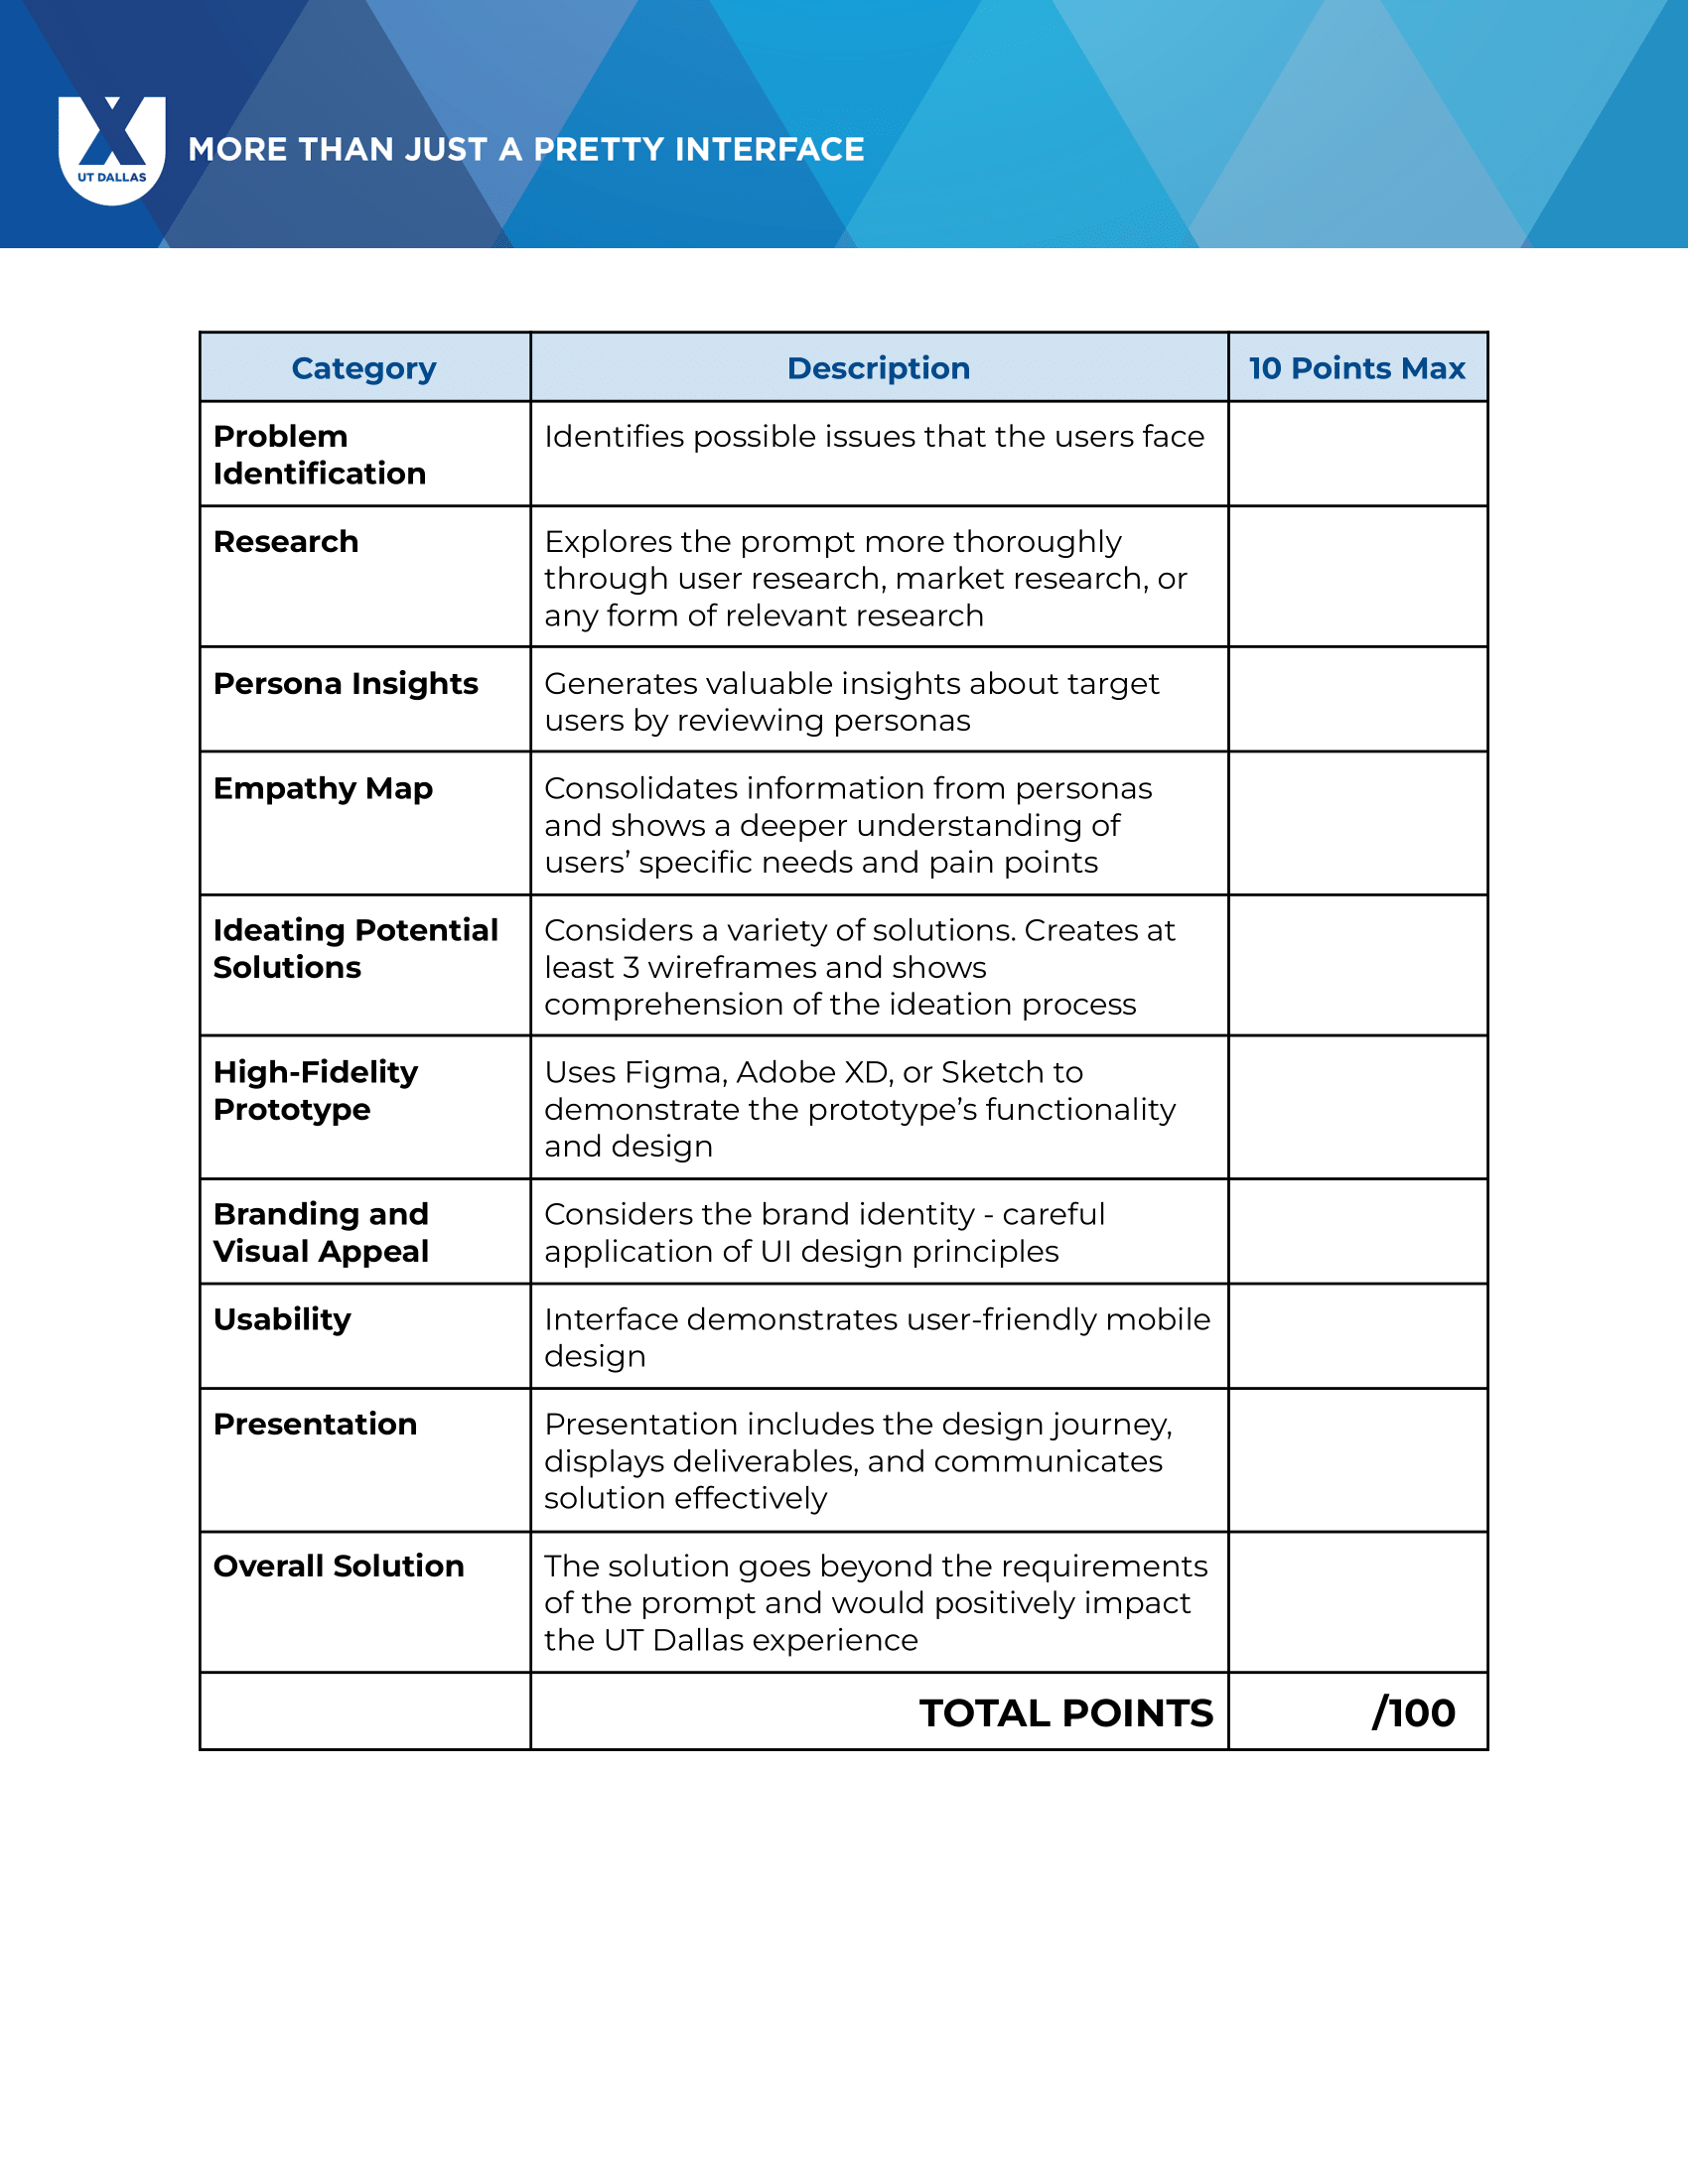 X
UT DALLAS
MORE THAN JUST A PRETTY INTERFACE
Category Description 10 Points Max
Problem
Identification
Identifies possible issues that the users face
Research
Explores the prompt more thoroughly
through user research, market research, or
any form of relevant research
Persona Insights
Generates valuable insights about target
users by reviewing personas
Empathy Map
Consolidates information from personas
and shows a deeper understanding of
users’ specific needs and pain points
Ideating Potential
Solutions
Considers a variety of solutions. Creates at
least 3 wireframes and shows
comprehension of the ideation process
High-Fidelity
Prototype
Uses Figma, Adobe XD, or Sketch to
demonstrate the prototype’s functionality
and design
Branding and
Visual Appeal
Considers the brand identity - careful
application of UI design principles
Usability
Interface demonstrates user-friendly mobile
design
Presentation
Presentation includes the design journey,
displays deliverables, and communicates
solution effectively
Overall Solution
The solution goes beyond the requirements
of the prompt and would positively impact
the UT Dallas experience
TOTAL POINTS /100